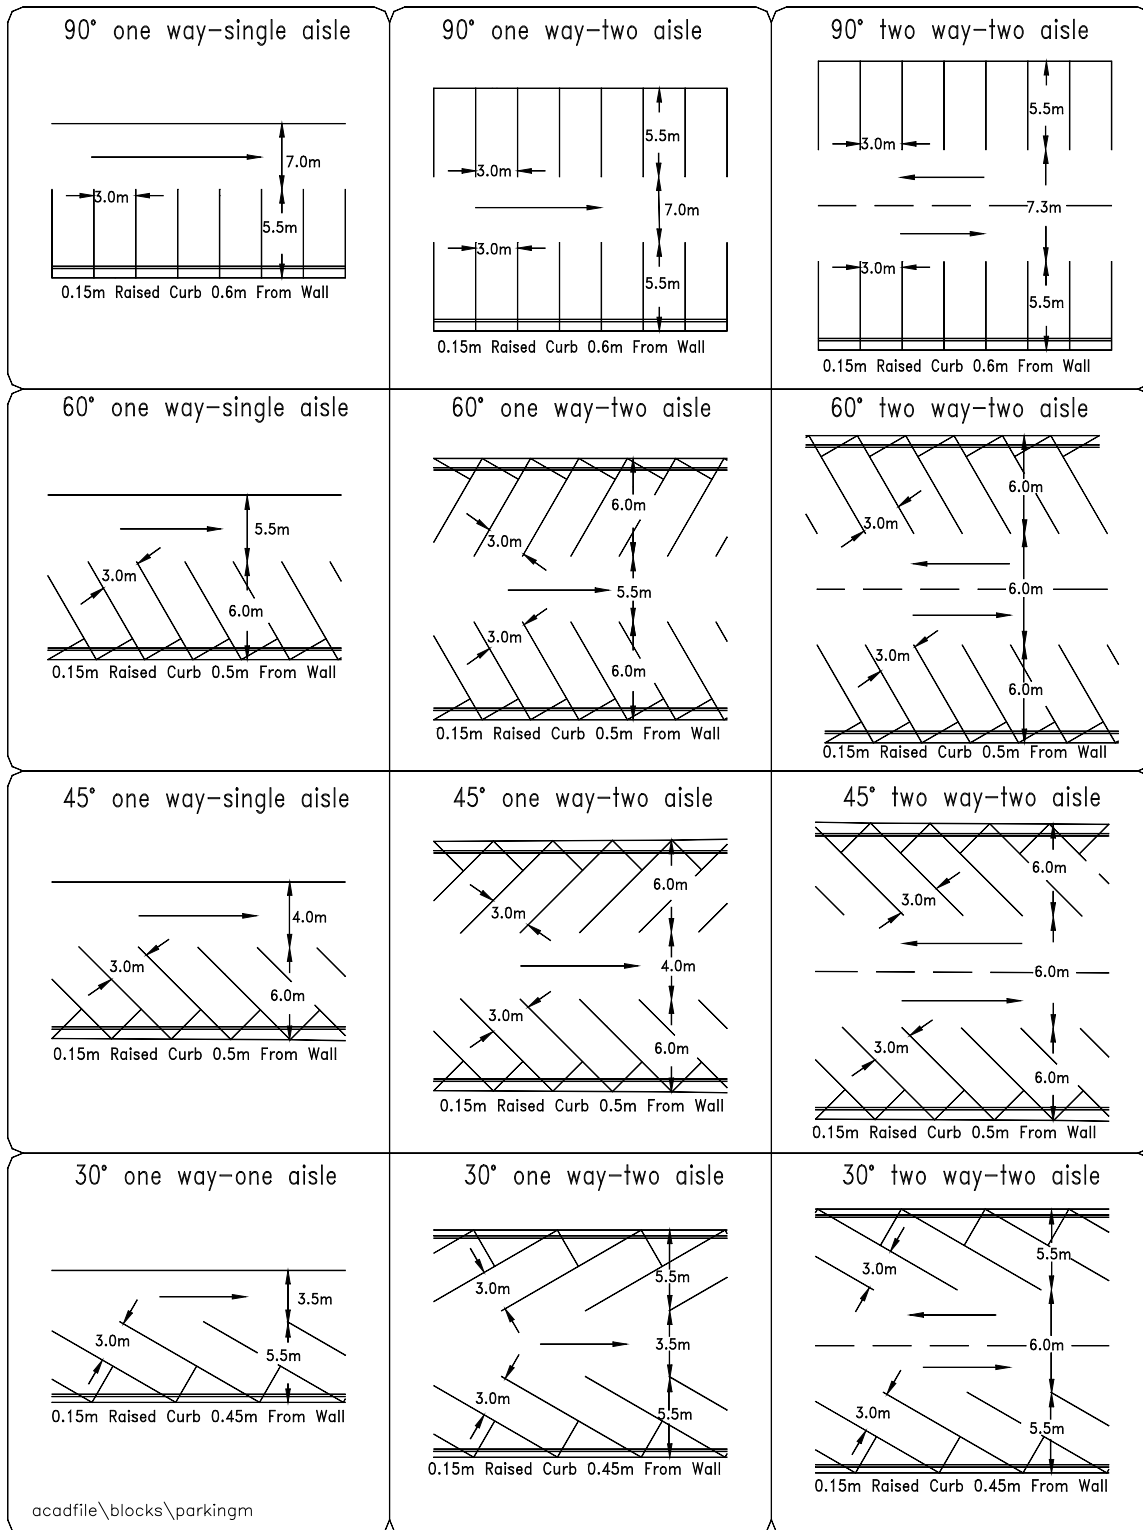 90° one way-single aisle
7.0m
3.0m
5.5m
0.15m Raised Curb 0.6m From Wall
90° one way-two aisle
5.5m
3.0m
7.0m
3.0m
5.5m
0.15m Raised Curb 0.6m From Wall
90° two way-two aisle
5.5m
3.0m
7.3m
3.0m
5.5m
0.15m Raised Curb 0.6m From Wall
60° one way-single aisle
5.5m
3.0m
6.0m
0.15m Raised Curb 0.5m From Wall
60° one way-two aisle
6.0m
3.0m
5.5m
3.0m
6.0m
0.15m Raised Curb 0.5m From Wall
60° two way-two aisle
6.0m
3.0m
6.0m
3.0m
6.0m
0.15m Raised Curb 0.5m From Wall
45° one way-single aisle
4.0m
3.0m
6.0m
0.15m Raised Curb 0.5m From Wall
45° one way-two aisle
6.0m
3.0m
4.0m
3.0m
6.0m
0.15m Raised Curb 0.5m From Wall
45° two way-two aisle
6.0m
3.0m
6.0m
3.0m
6.0m
0.15m Raised Curb 0.5m From Wall
30° one way-one aisle
3.5m
3.0m
5.5m
0.15m Raised Curb 0.45m From Wall
30° one way-two aisle
5.5m
3.0m
3.5m
3.0m
5.5m
0.15m Raised Curb 0.45m From Wall
30° two way-two aisle
5.5m
3.0m
6.0m
3.0m
5.5m
0.15m Raised Curb 0.45m From Wall
acadfile\blocks\parkingm